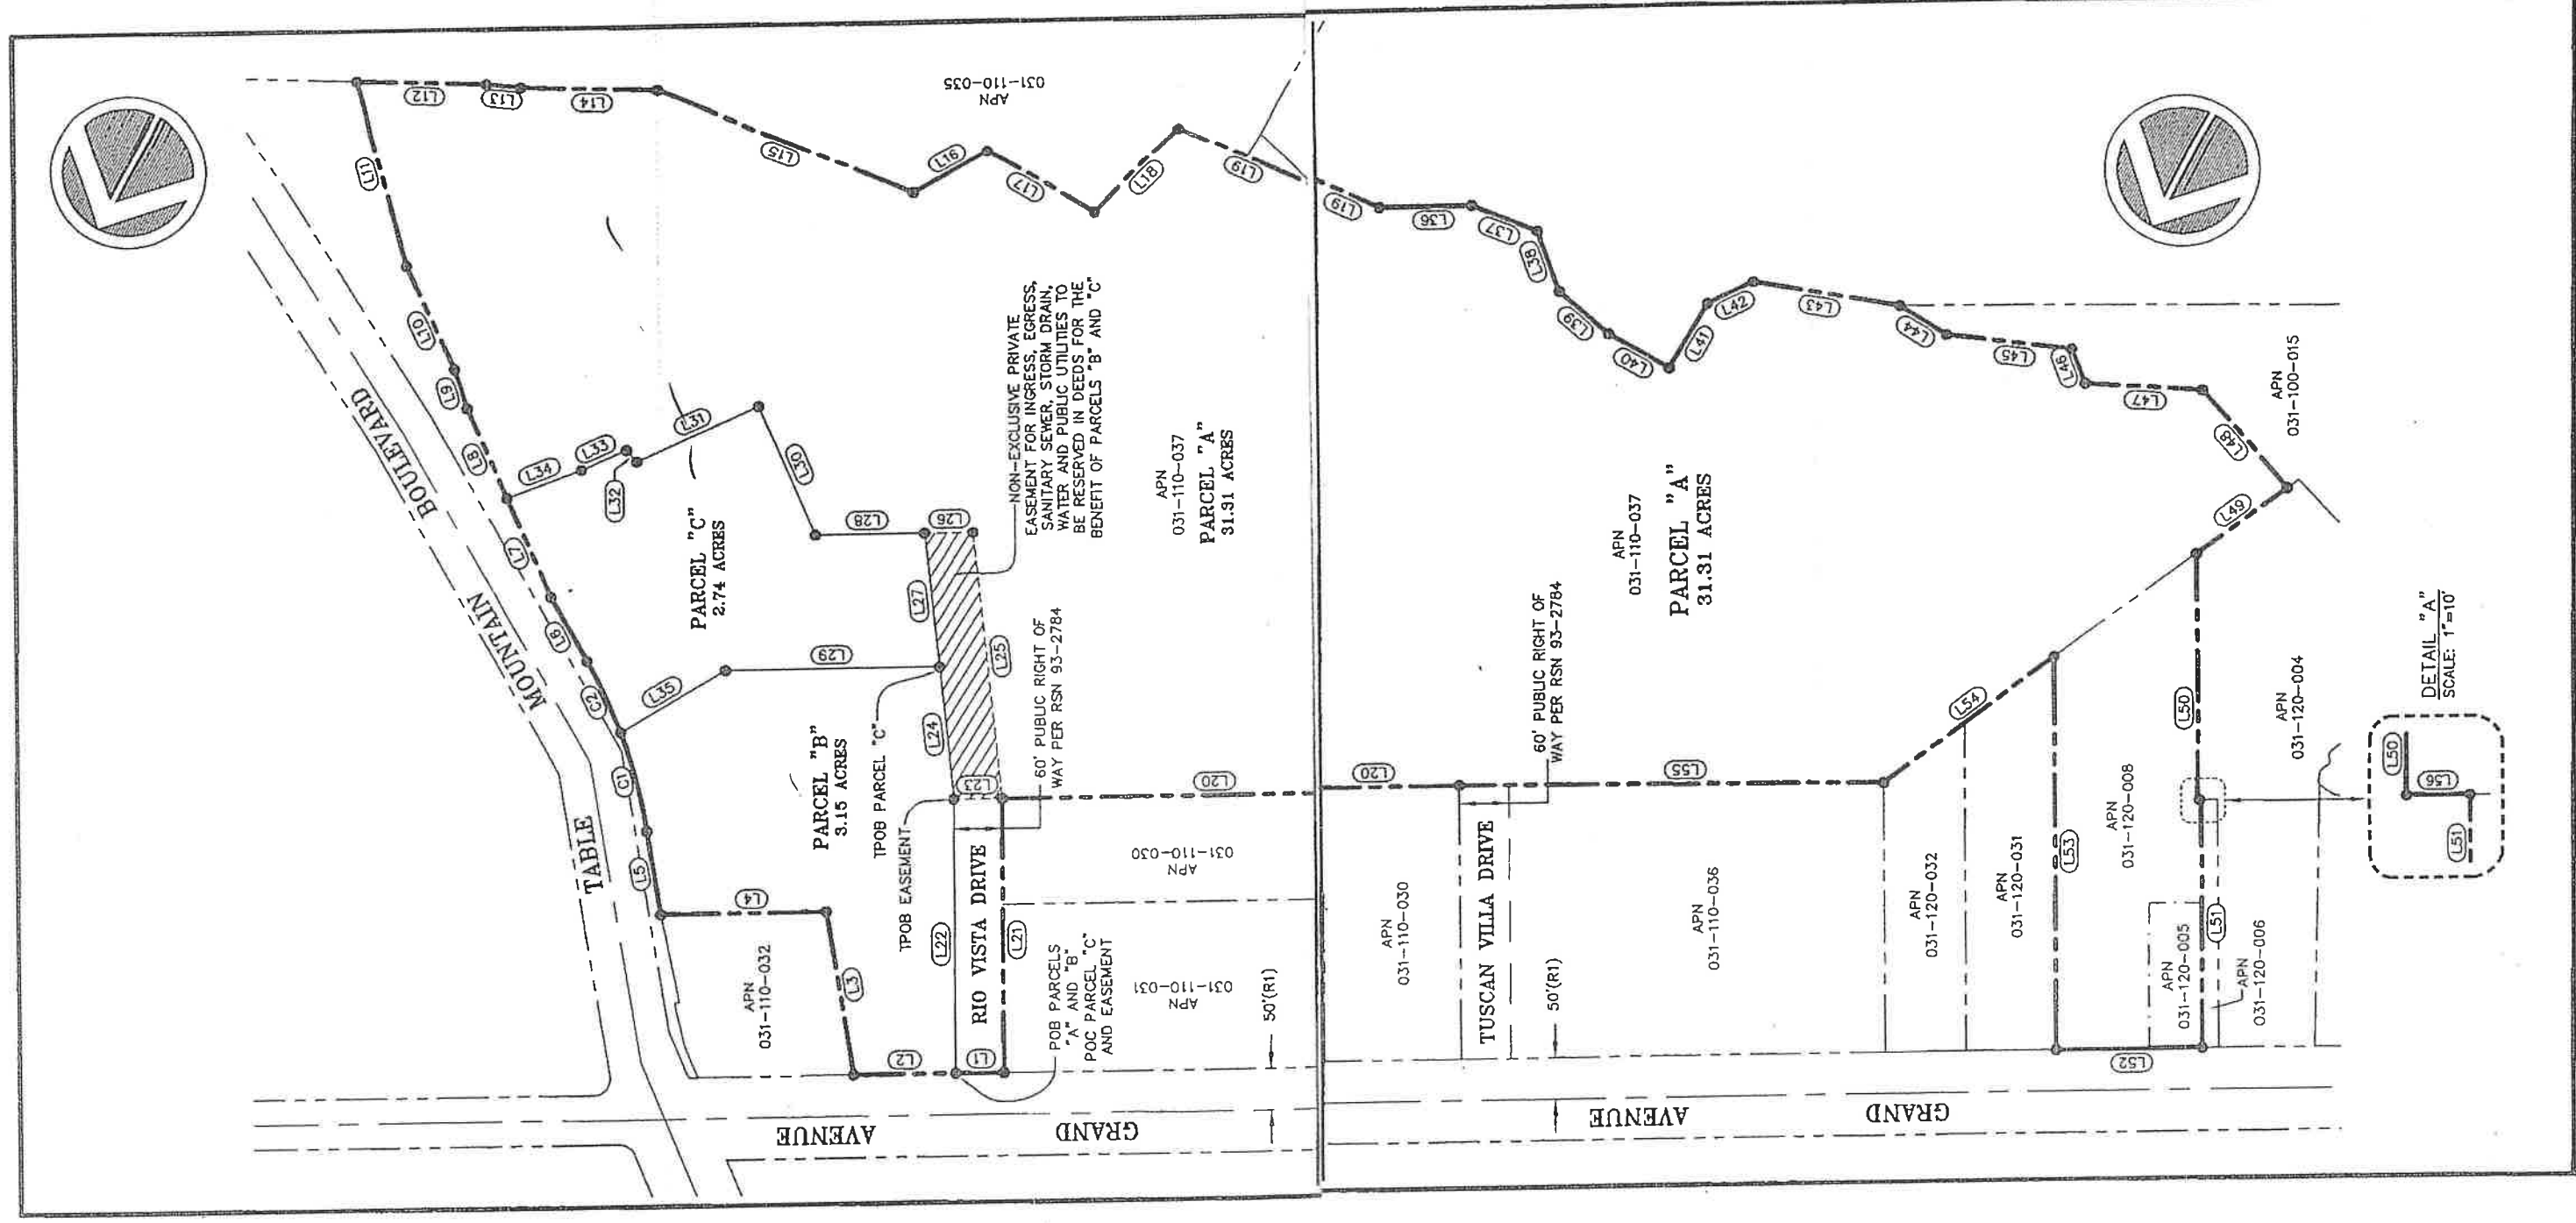 L12
L13
L14
APN
031-110-035
L11
L15
L16
L17
L18
L19
L10
L9
L8
L34
L33
L32
L31
L30
L7
L6
C2
C1
L5
L35
L29
L28
L26
L27
L24
L25
L23
L4
L3
L2
L22
L21
L1
L20
TABLE
MOUNTAIN
BOULEVARD
PARCEL "C"
2.74 ACRES
PARCEL "B"
3.15 ACRES
TPOB PARCEL "C"
TPOB EASEMENT
NON-EXCLUSIVE PRIVATE
EASEMENT FOR INGRESS, EGRESS,
SANITARY SEWER, STORM DRAIN,
WATER AND PUBLIC UTILITIES TO
BE RESERVED IN DEEDS FOR THE
BENEFIT OF PARCELS "B" AND "C"
APN
031-110-037
PARCEL "A"
31.31 ACRES
60' PUBLIC RIGHT OF
WAY PER RSN 93-2784
RIO VISTA DRIVE
APN
031-110-032
APN
031-110-030
APN
031-110-031
POB PARCELS
"A" AND "B"
POC PARCEL "C"
AND EASEMENT
50'(R1)
GRAND
AVENUE
L19
L36
L37
L38
L39
L40
L41
L42
L43
L44
L45
L46
L47
L48
L49
APN
031-100-015
APN
031-110-037
PARCEL "A"
31.31 ACRES
60' PUBLIC RIGHT OF
WAY PER RSN 93-2784
L20
L55
L54
L53
L50
L51
L52
APN
031-110-030
TUSCAN VILLA DRIVE
APN
031-110-036
APN
031-120-032
APN
031-120-031
APN
031-120-008
APN
031-120-005
APN
031-120-006
APN
031-120-004
DETAIL "A"
SCALE: 1"=10'
L50
L56
L51
50'(R1)
GRAND
AVENUE